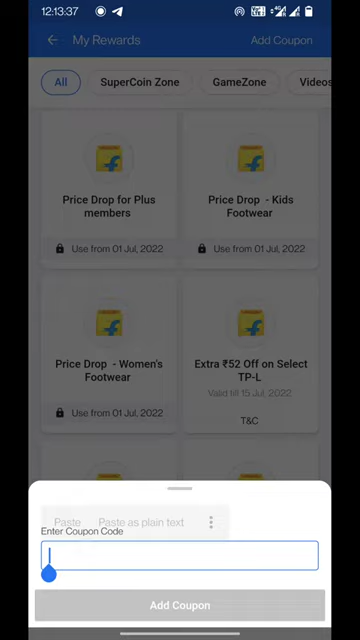 12:13:37
My Rewards
Add Coupon
All
SuperCoin Zone
GameZone
Videos
Price Drop for Plus
members
Use from 01 Jul, 2022
Price Drop - Kids
Footwear
Use from 01 Jul, 2022
Price Drop - Women's
Footwear
Use from 01 Jul, 2022
Extra ₹52 Off on Select
TP-L
Valid till 15 Jul, 2022
T&C
Paste
Paste as plain text
Enter Coupon Code
Add Coupon